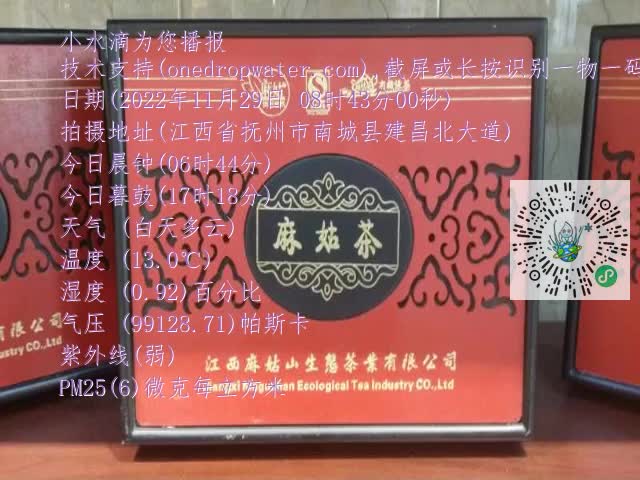 小水滴为您播报
技术支持(onedropwater.com) 截屏或长按识别一物一码
日期(2022年11月29日 08时43分00秒)
拍摄地址(江西省抚州市南城县建昌北大道)
今日晨钟(06时44分)
今日暮鼓(17时18分)
天气 (白天多云)
温度 (13.0℃)
湿度 (0.92)百分比
气压 (99128.71)帕斯卡
紫外线(弱)
PM25(6)微克每立方米
麻姑茶
江西麻姑山生態茶業有限公司
Ecological Tea Industry CO.,Ltd
有限公司
ustry CO.,Ltd
江
Jiang